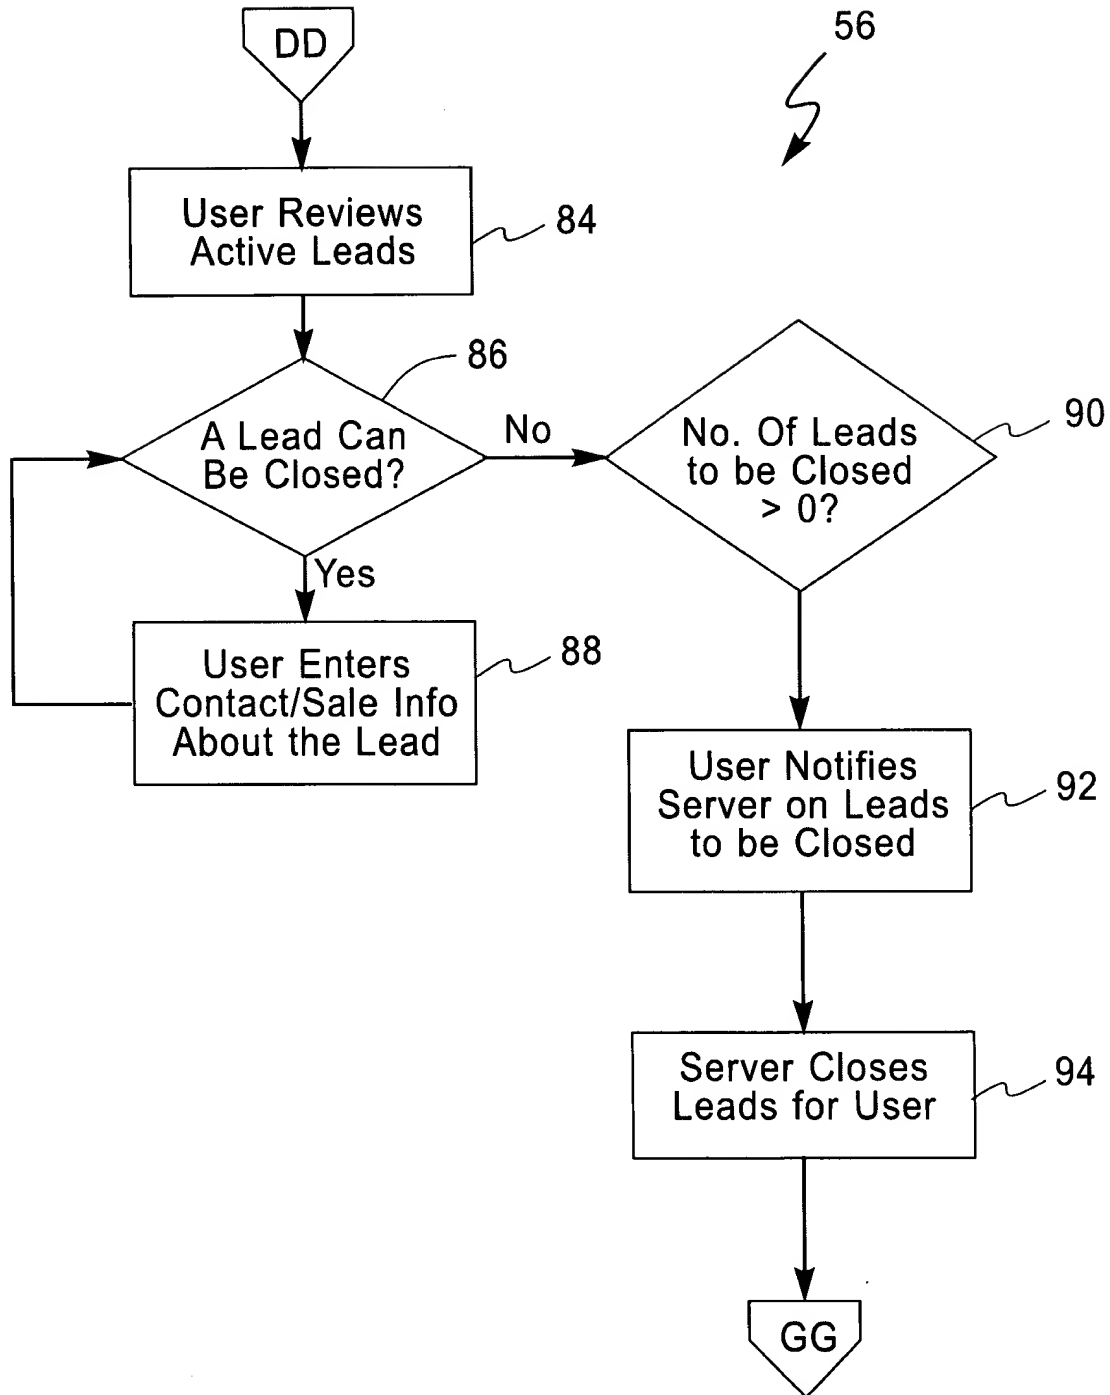 DD
56
User Reviews
Active Leads
84
86
A Lead Can
Be Closed?
No
Yes
User Enters
Contact/Sale Info
About the Lead
88
No. Of Leads
to be Closed
> 0?
90
User Notifies
Server on Leads
to be Closed
92
Server Closes
Leads for User
94
GG